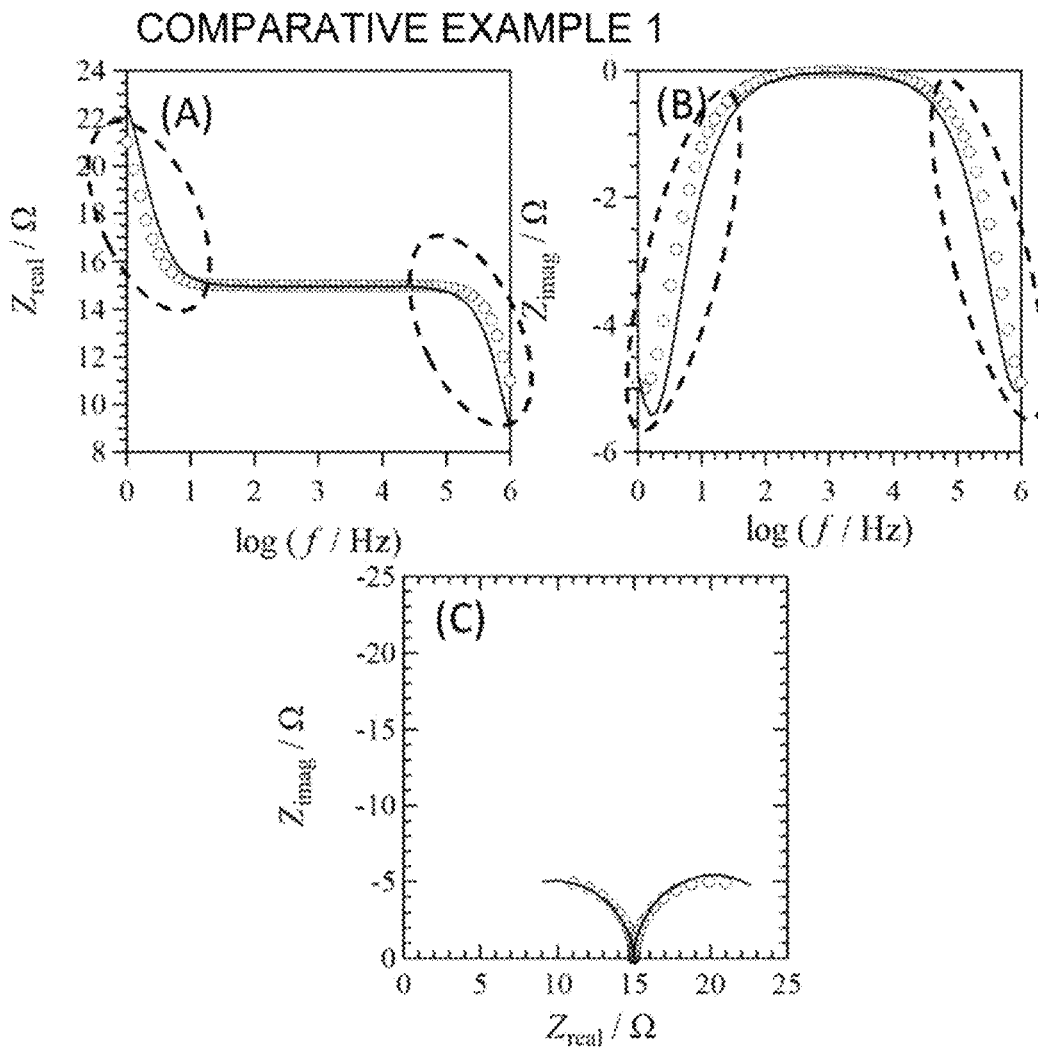 COMPARATIVE EXAMPLE 1
(A)
24
22
20
18
16
14
12
10
8
Z_real / Ω
0 1 2 3 4 5 6
log (f / Hz)
(B)
0
-2
-4
-6
Z_imag / Ω
0 1 2 3 4 5 6
log (f / Hz)
(C)
-25
-20
-15
-10
-5
0
Z_imag / Ω
0 5 10 15 20 25
Z_real / Ω